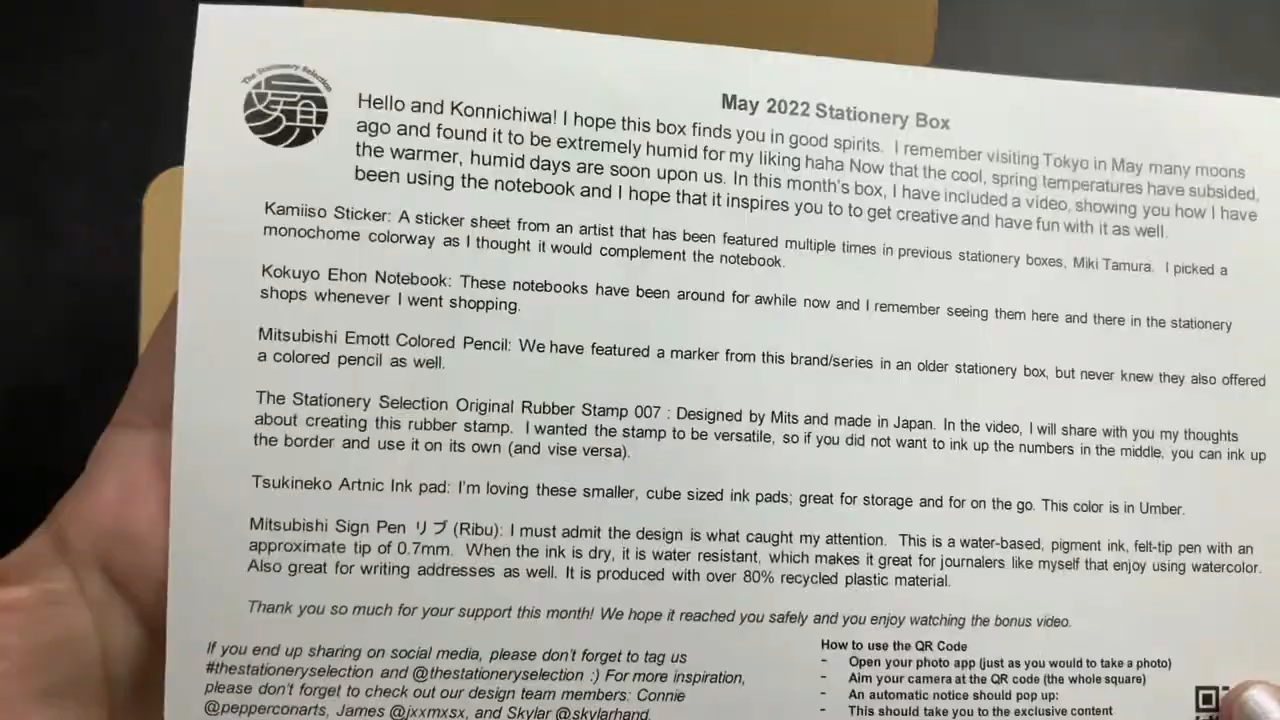 The Stationery Selection
May 2022 Stationery Box
Hello and Konnichiwa! I hope this box finds you in good spirits. I remember visiting Tokyo in May many moons
ago and found it to be extremely humid for my liking haha Now that the cool, spring temperatures have subsided,
the warmer, humid days are soon upon us. In this month's box, I have included a video, showing you how I have
been using the notebook and I hope that it inspires you to to get creative and have fun with it as well.
Kamiiso Sticker: A sticker sheet from an artist that has been featured multiple times in previous stationery boxes, Miki Tamura. I picked a
monochome colorway as I thought it would complement the notebook.
Kokuyo Ehon Notebook: These notebooks have been around for awhile now and I remember seeing them here and there in the stationery
shops whenever I went shopping.
Mitsubishi Emott Colored Pencil: We have featured a marker from this brand/series in an older stationery box, but never knew they also offered
a colored pencil as well.
The Stationery Selection Original Rubber Stamp 007 : Designed by Mits and made in Japan. In the video, I will share with you my thoughts
about creating this rubber stamp. I wanted the stamp to be versatile, so if you did not want to ink up the numbers in the middle, you can ink up
the border and use it on its own (and vise versa).
Tsukineko Artnic Ink pad: I'm loving these smaller, cube sized ink pads; great for storage and for on the go. This color is in Umber.
Mitsubishi Sign Pen リブ (Ribu): I must admit the design is what caught my attention. This is a water-based, pigment ink, felt-tip pen with an
approximate tip of 0.7mm. When the ink is dry, it is water resistant, which makes it great for journalers like myself that enjoy using watercolor.
Also great for writing addresses as well. It is produced with over 80% recycled plastic material.
Thank you so much for your support this month! We hope it reached you safely and you enjoy watching the bonus video.
If you end up sharing on social media, please don't forget to tag us
#thestationeryselection and @thestationeryselection :) For more inspiration,
please don't forget to check out our design team members: Connie
@pepperconarts, James @jxxmxsx, and Skylar @skylarhand.
How to use the QR Code
- Open your photo app (just as you would to take a photo)
- Aim your camera at the QR code (the whole square)
- An automatic notice should pop up:
- This should take you to the exclusive content